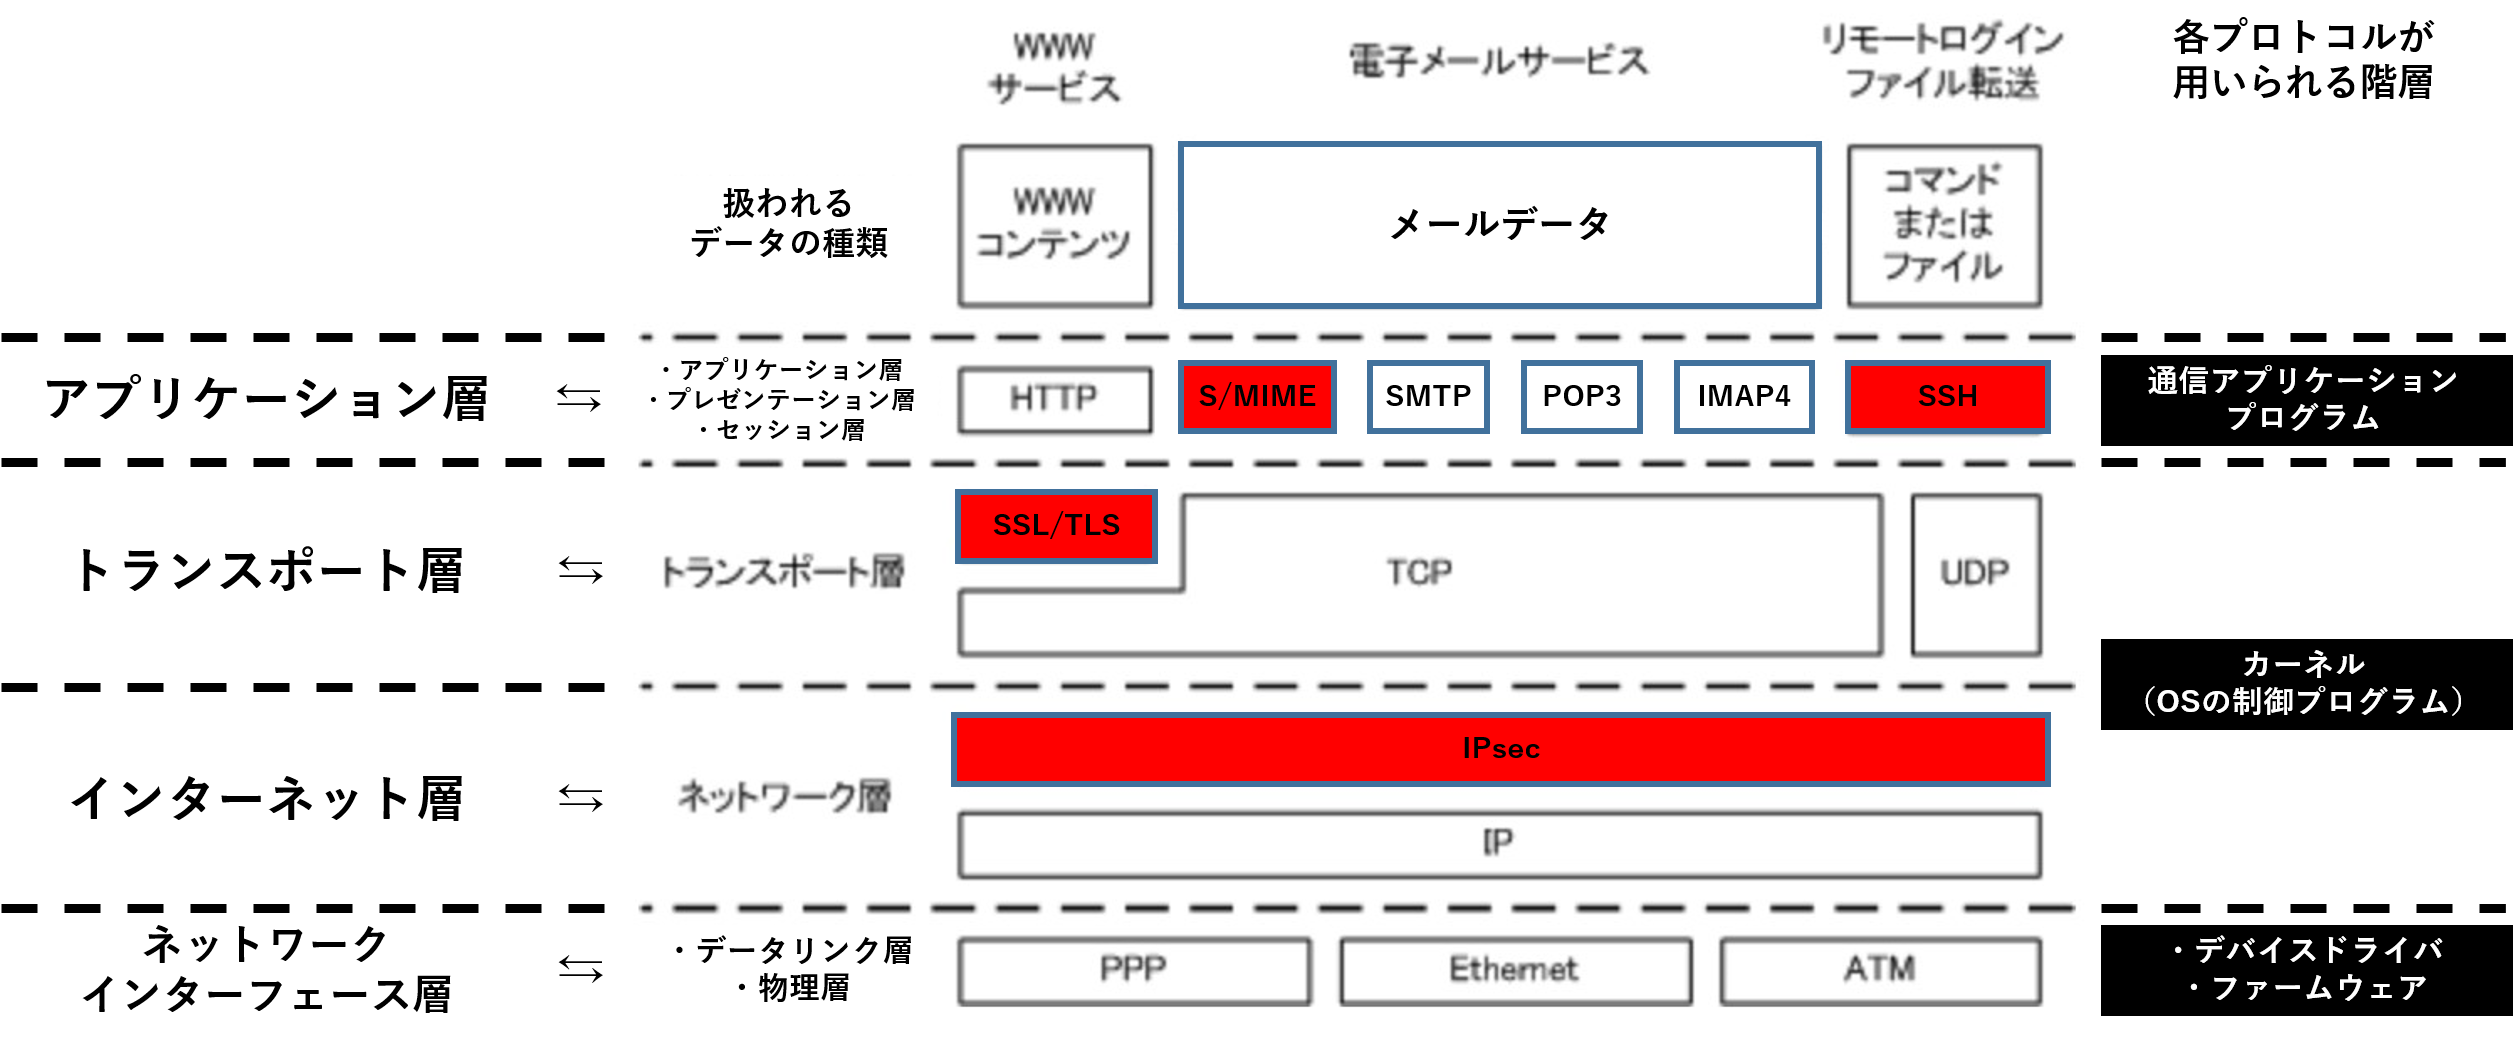 WWW
サービス
電子メールサービス
リモートログイン
ファイル転送
各プロトコルが
用いられる階層
扱われる
データの種類
WWW
コンテンツ
メールデータ
コマンド
または
ファイル
アプリケーション層
⇆
・アプリケーション層
・プレゼンテーション層
・セッション層
HTTP
S/MIME
SMTP
POP3
IMAP4
SSH
通信アプリケーション
プログラム
トランスポート層
⇆
トランスポート層
SSL/TLS
TCP
UDP
カーネル
（OSの制御プログラム）
インターネット層
⇆
ネットワーク層
IPsec
IP
ネットワーク
インターフェース層
⇆
・データリンク層
・物理層
PPP
Ethernet
ATM
・デバイスドライバ
・ファームウェア